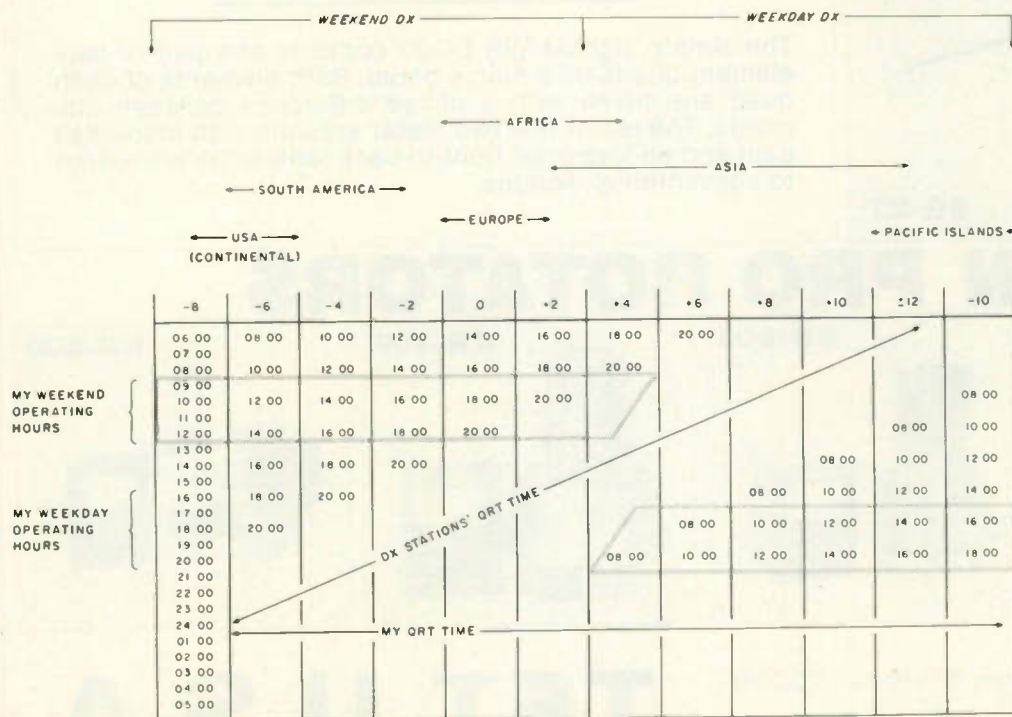 WEEKEND DX WEEKDAY DX
AFRICA
ASIA
SOUTH AMERICA
EUROPE
USA PACIFIC ISLANDS
(CONTINENTAL)
-8 -6 -4 -2 0 +2 +4 +6 +8 +10 ±12 -10
06 00 08 00 10 00 12 00 14 00 16 00 18 00 20 00
07 00
08 00 10 00 12 00 14 00 16 00 18 00 20 00
09 00
MY WEEKEND
OPERATING
HOURS
10 00 12 00 14 00 16 00 18 00 20 00 08 00
11 00
12 00 14 00 16 00 18 00 20 00 08 00 10 00
13 00
14 00 16 00 18 00 20 00 08 00 10 00 12 00
15 00
16 00 18 00 20 00 08 00 10 00 12 00 14 00
MY WEEKDAY
OPERATING
HOURS
17 00
18 00 20 00 08 00 10 00 12 00 14 00 16 00
19 00
20 00 08 00 10 00 12 00 14 00 16 00 18 00
21 00
22 00
23 00
24 00
DX STATIONS' QRT TIME
MY QRT TIME
01 00
02 00
03 00
04 00
05 00